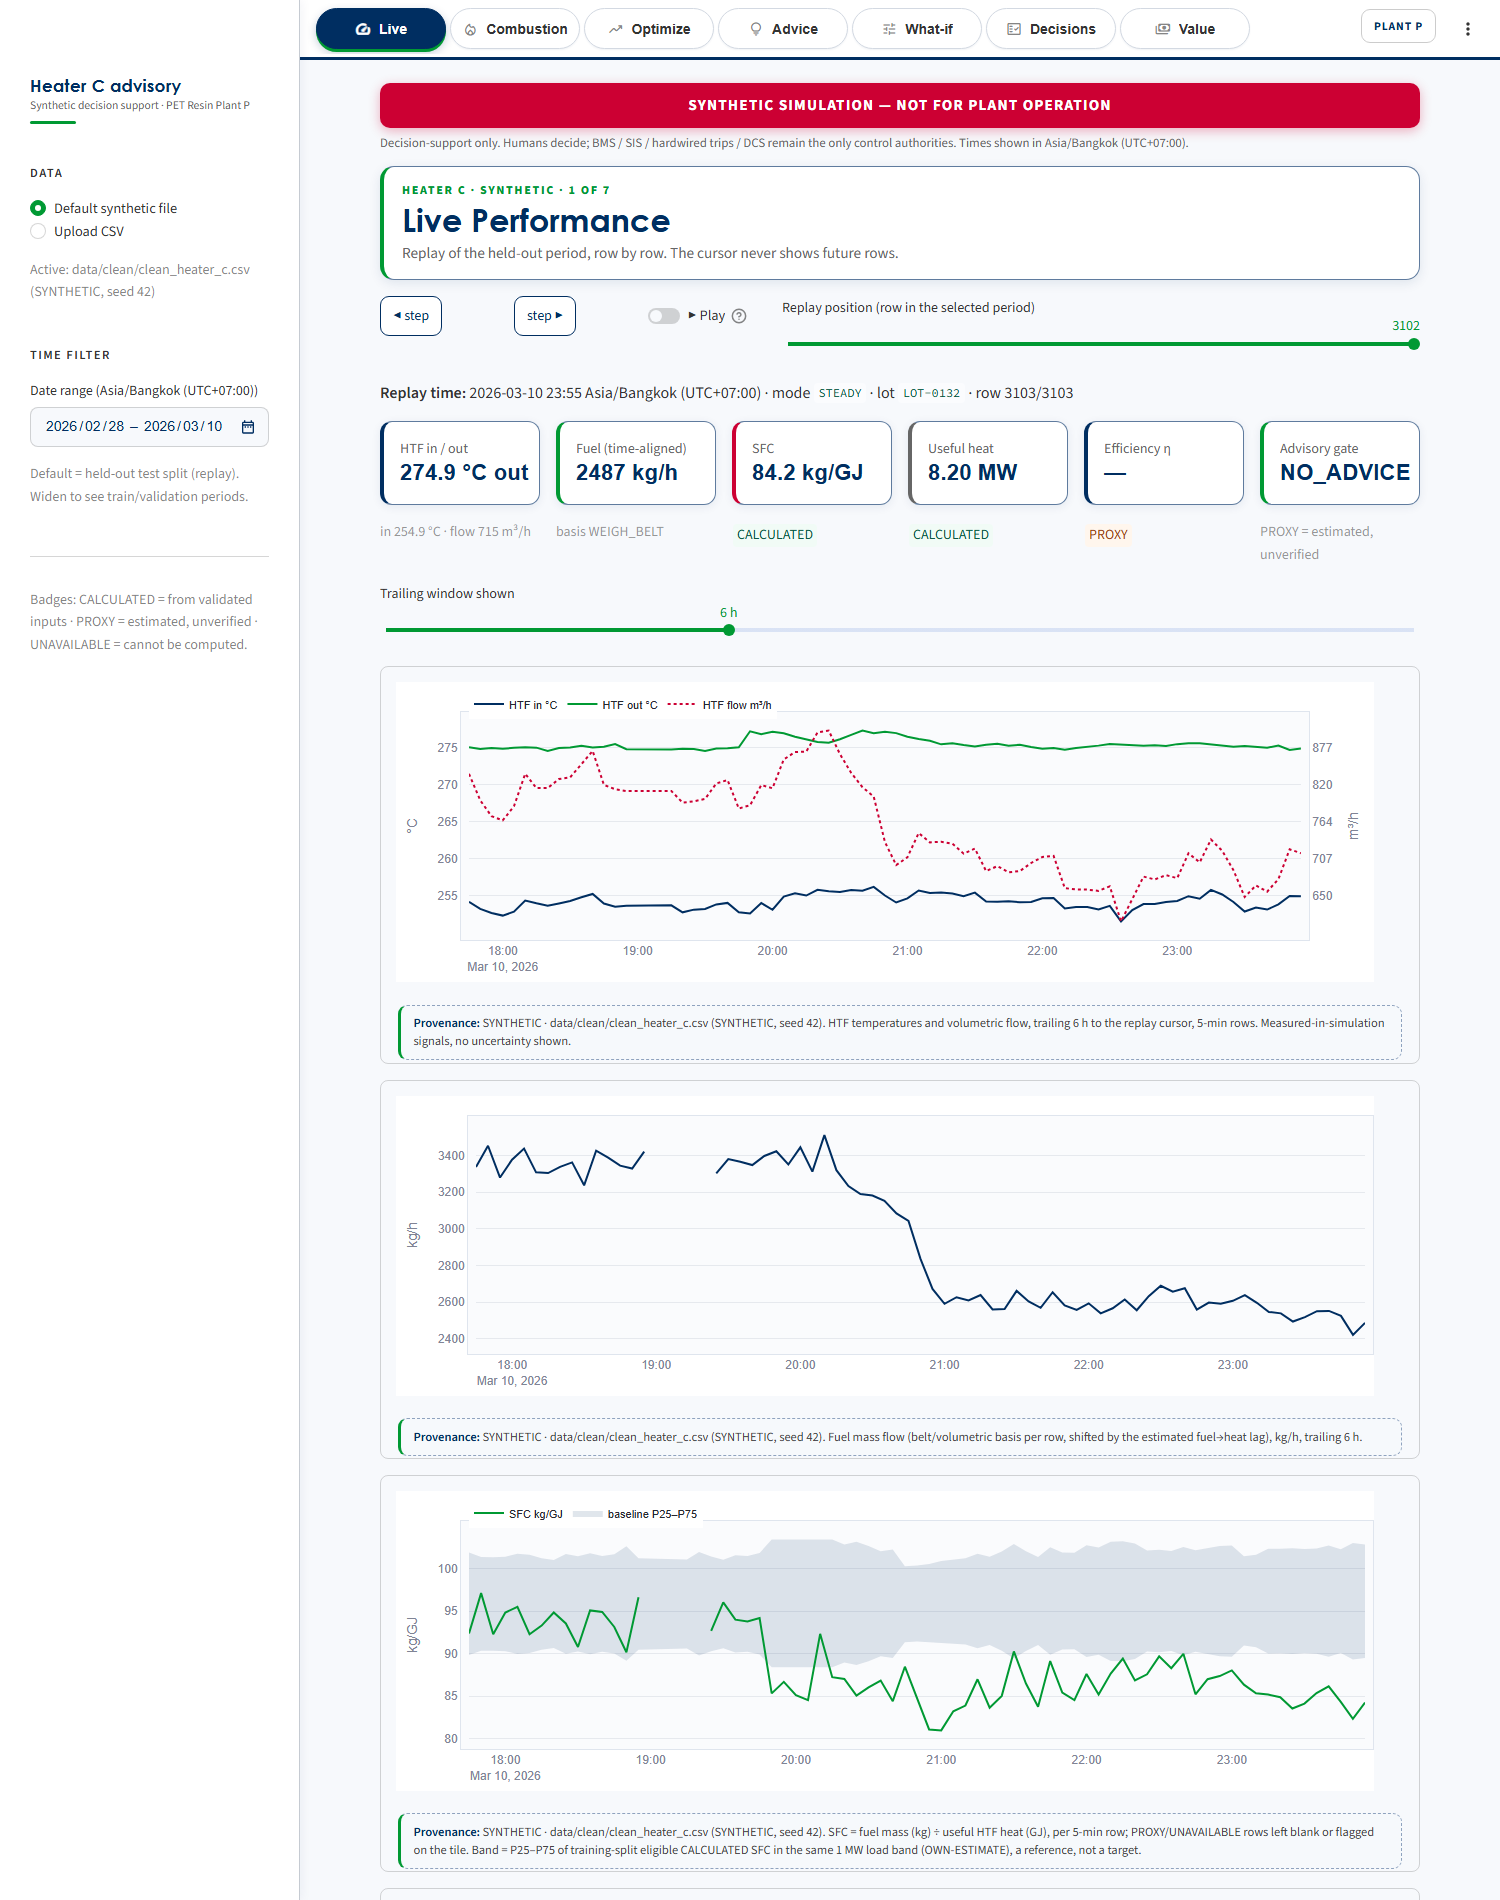 Live
Combustion
Optimize
Advice
What-if
Decisions
Value
PLANT P
Heater C advisory
Synthetic decision support · PET Resin Plant P
DATA
Default synthetic file
Upload CSV
Active: data/clean/clean_heater_c.csv
(SYNTHETIC, seed 42)
TIME FILTER
Date range (Asia/Bangkok (UTC+07:00))
2026/02/28 – 2026/03/10
Default = held-out test split (replay).
Widen to see train/validation periods.
Badges: CALCULATED = from validated
inputs · PROXY = estimated, unverified ·
UNAVAILABLE = cannot be computed.
SYNTHETIC SIMULATION — NOT FOR PLANT OPERATION
Decision-support only. Humans decide; BMS / SIS / hardwired trips / DCS remain the only control authorities. Times shown in Asia/Bangkok (UTC+07:00).
HEATER C · SYNTHETIC · 1 OF 7
Live Performance
Replay of the held-out period, row by row. The cursor never shows future rows.
◂ step
step ▸
▸ Play
Replay position (row in the selected period)
3102
Replay time: 2026-03-10 23:55 Asia/Bangkok (UTC+07:00) · mode STEADY · lot LOT-0132 · row 3103/3103
HTF in / out
274.9 °C out
in 254.9 °C · flow 715 m³/h
Fuel (time-aligned)
2487 kg/h
basis WEIGH_BELT
SFC
84.2 kg/GJ
CALCULATED
Useful heat
8.20 MW
CALCULATED
Efficiency η
—
PROXY
Advisory gate
NO_ADVICE
PROXY = estimated,
unverified
Trailing window shown
6 h
HTF in °C
HTF out °C
HTF flow m³/h
275
270
265
260
255
°C
877
820
764
707
650
m³/h
18:00
19:00
20:00
21:00
22:00
23:00
Mar 10, 2026
Provenance: SYNTHETIC · data/clean/clean_heater_c.csv (SYNTHETIC, seed 42). HTF temperatures and volumetric flow, trailing 6 h to the replay cursor, 5-min rows. Measured-in-simulation
signals, no uncertainty shown.
3400
3200
3000
2800
2600
2400
kg/h
18:00
19:00
20:00
21:00
22:00
23:00
Mar 10, 2026
Provenance: SYNTHETIC · data/clean/clean_heater_c.csv (SYNTHETIC, seed 42). Fuel mass flow (belt/volumetric basis per row, shifted by the estimated fuel→heat lag), kg/h, trailing 6 h.
SFC kg/GJ
baseline P25–P75
100
95
90
85
80
kg/GJ
18:00
19:00
20:00
21:00
22:00
23:00
Mar 10, 2026
Provenance: SYNTHETIC · data/clean/clean_heater_c.csv (SYNTHETIC, seed 42). SFC = fuel mass (kg) ÷ useful HTF heat (GJ), per 5-min row; PROXY/UNAVAILABLE rows left blank or flagged
on the tile. Band = P25–P75 of training-split eligible CALCULATED SFC in the same 1 MW load band (OWN-ESTIMATE), a reference, not a target.